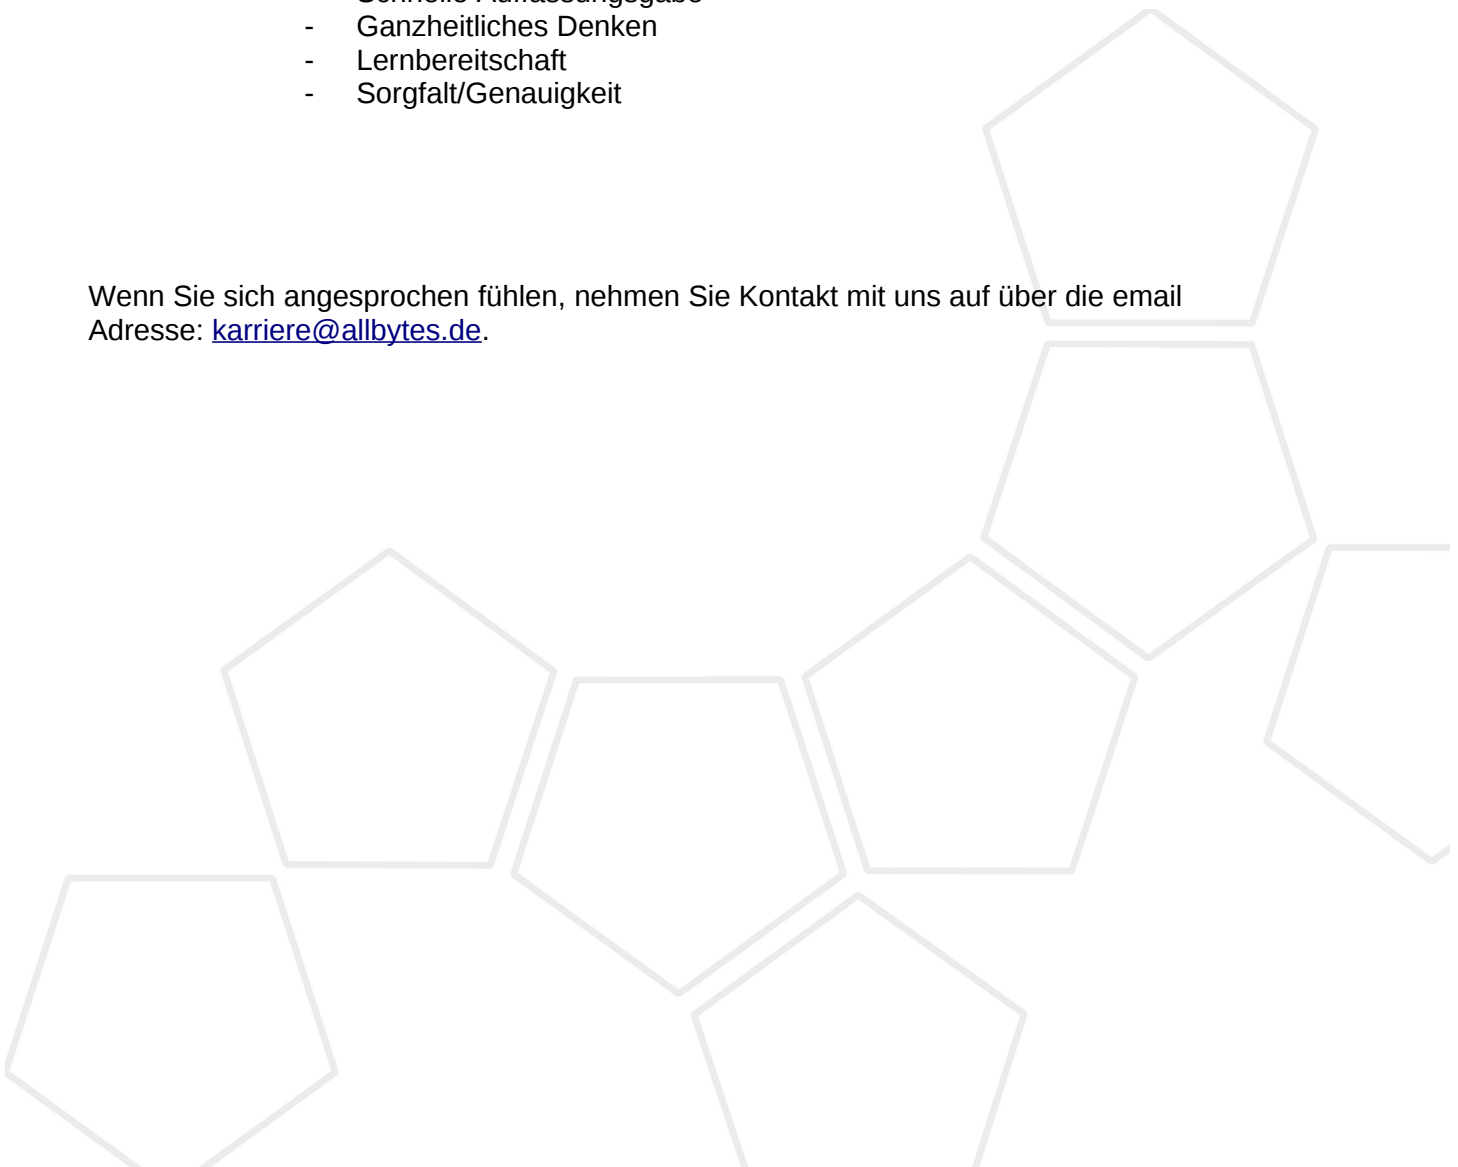 - Ganzheitliches Denken
- Lernbereitschaft
- Sorgfalt/Genauigkeit
Wenn Sie sich angesprochen fühlen, nehmen Sie Kontakt mit uns auf über die email
Adresse: karriere@allbytes.de.